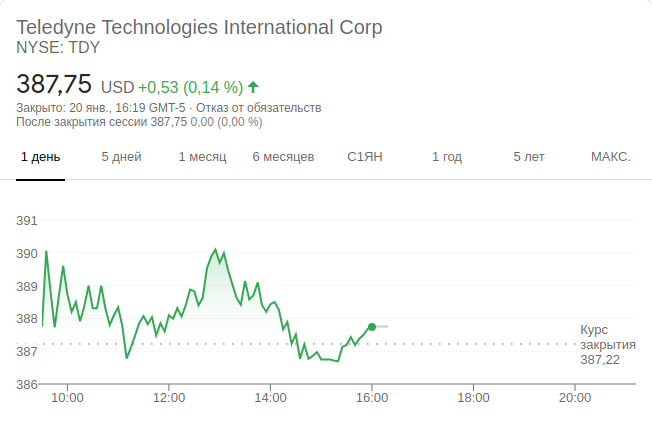 Teledyne Technologies International Corp
NYSE: TDY
387,75 USD +0,53 (0,14 %)
Закрыто: 20 янв., 16:19 GMT-5 · Отказ от обязательств
После закрытия сессии 387,75 0,00 (0,00 %)
1 день 5 дней 1 месяц 6 месяцев С1ЯН 1 год 5 лет МАКС.
391
390
389
388
387
386
Курс
закрытия
387,22
10:00 12:00 14:00 16:00 18:00 20:00